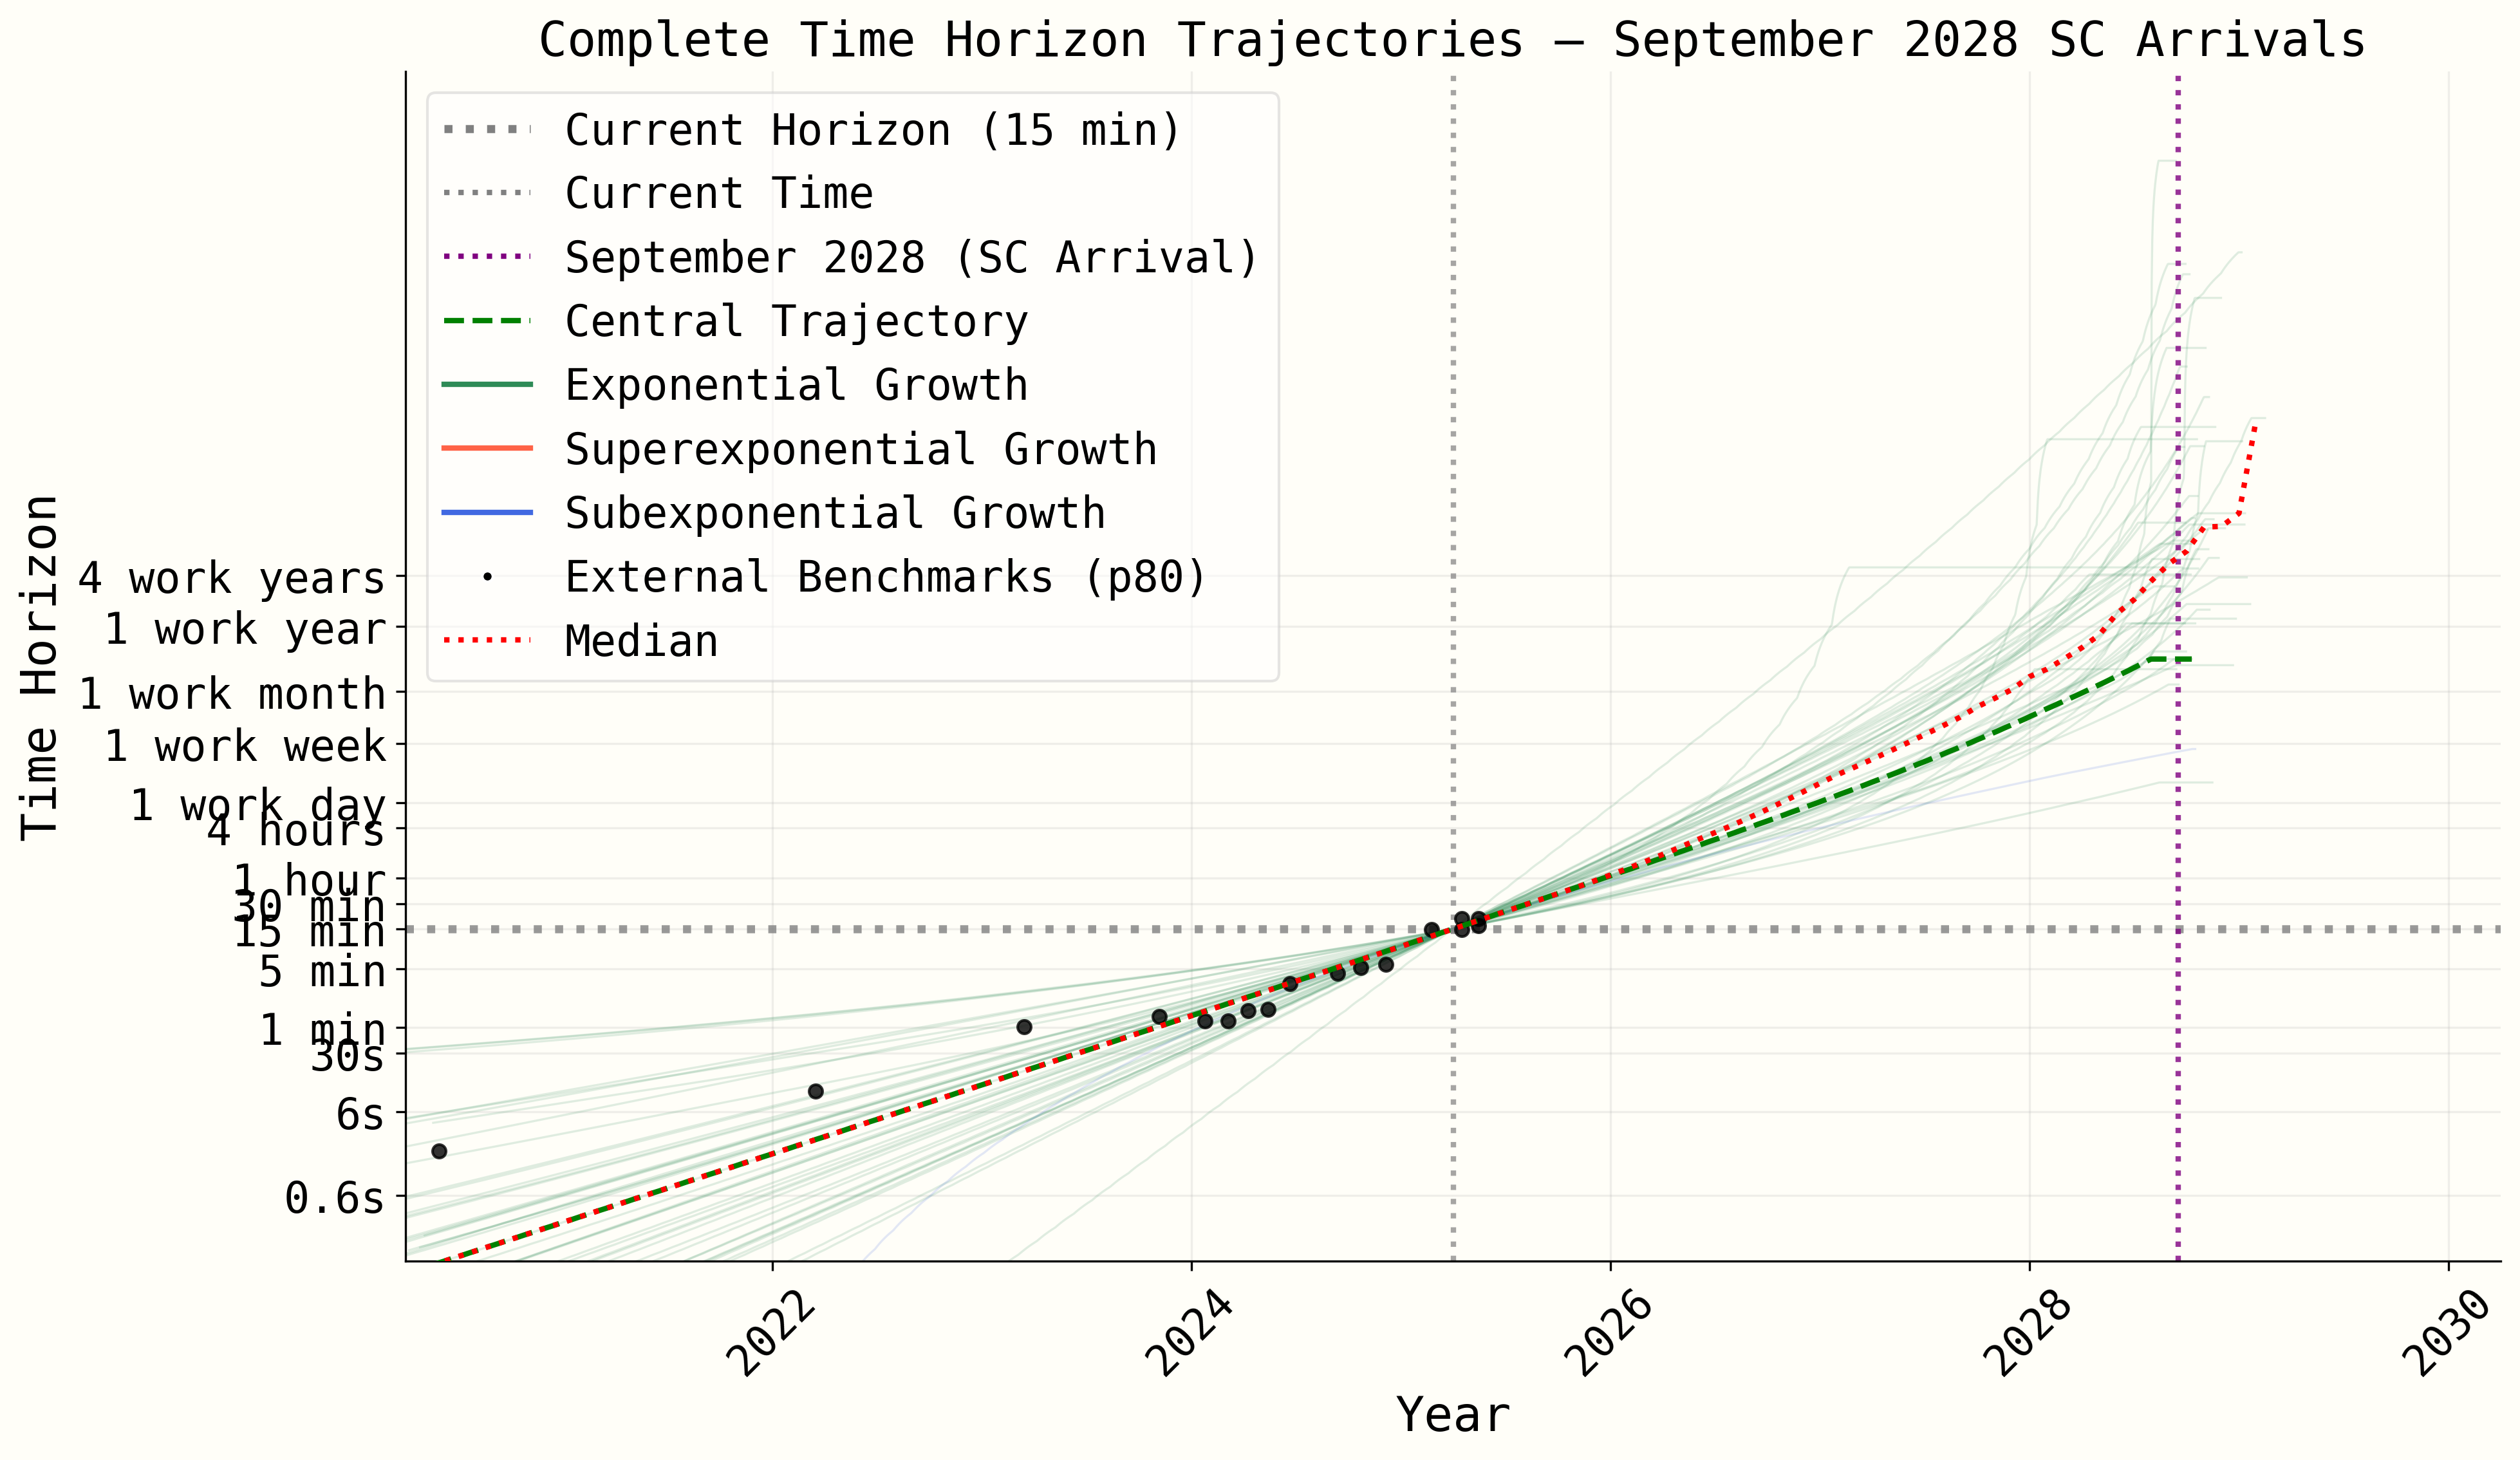 Complete Time Horizon Trajectories — September 2028 SC Arrivals
Current Horizon (15 min)
Current Time
September 2028 (SC Arrival)
Central Trajectory
Exponential Growth
Superexponential Growth
Subexponential Growth
External Benchmarks (p80)
Median
Time Horizon
4 work years
1 work year
1 work month
1 work week
1 work day
4 hours
1 hour
30 min
15 min
5 min
1 min
30s
6s
0.6s
2022
2024
2026
2028
2030
Year